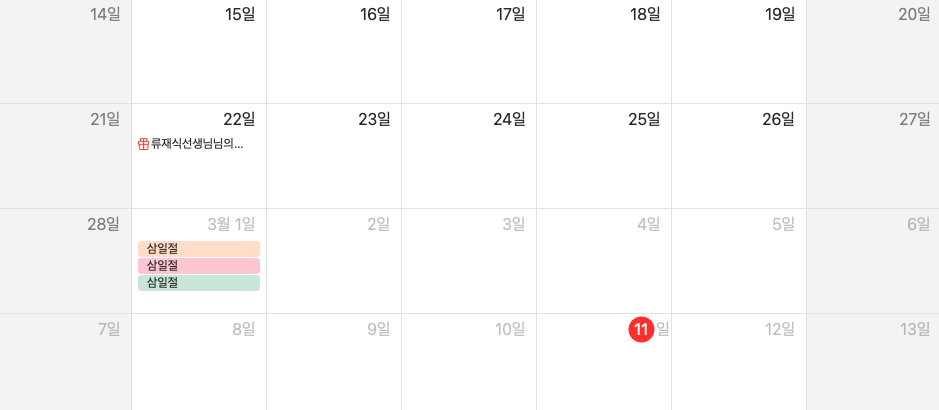 14일 15일 16일 17일 18일 19일 20일
21일 22일 23일 24일 25일 26일 27일
류재식선생님님의...
28일 3월 1일 2일 3일 4일 5일 6일
삼일절
삼일절
삼일절
7일 8일 9일 10일 11일 12일 13일